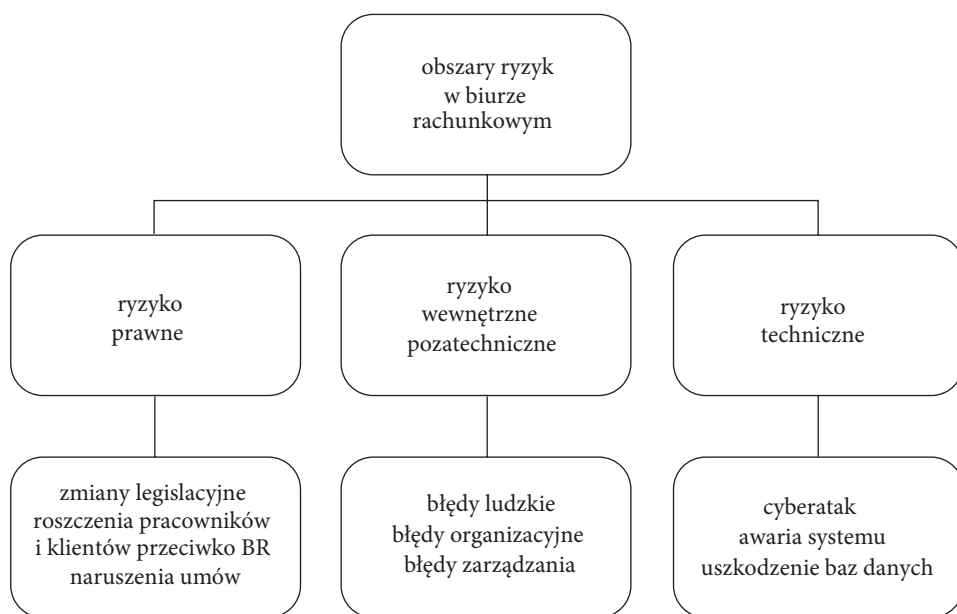 obszary ryzyk
w biurze
rachunkowym
ryzyko
prawne
ryzyko
wewnętrzne
pozatechniczne
ryzyko
techniczne
zmiany legislacyjne
roszczenia pracowników
i klientów przeciwko BR
naruszenia umów
błędy ludzkie
błędy organizacyjne
błędy zarządzania
cyberatak
awaria systemu
uszkodzenie baz danych